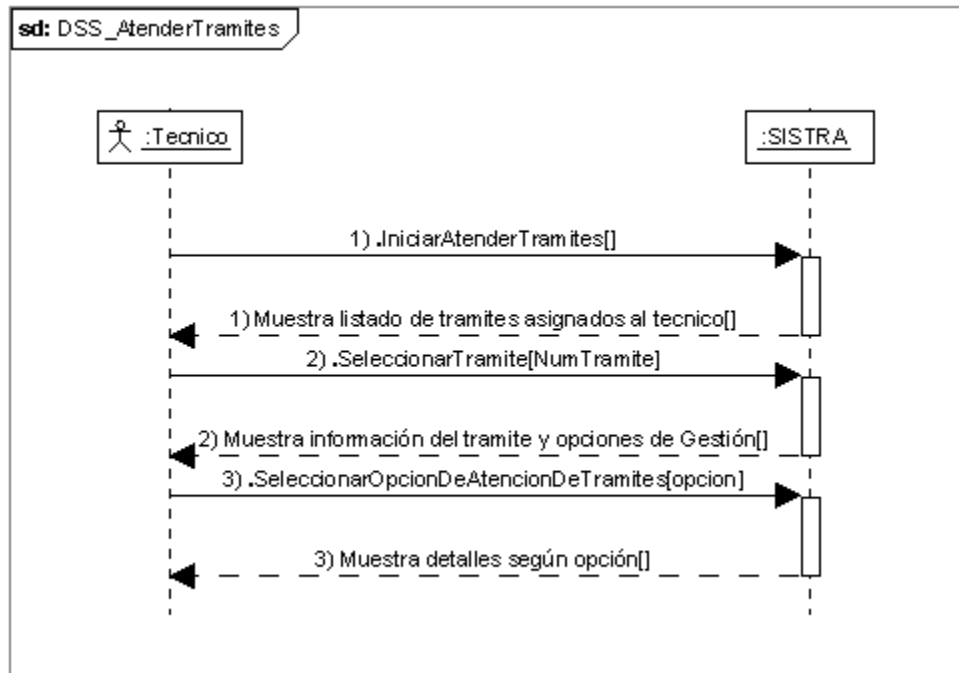 sd: DSS_AtenderTramites
:Tecnico
:SISTRA
1) .IniciarAtenderTramites[]
1) Muestra listado de tramites asignados al tecnico[]
2) .SeleccionarTramite[NumTramite]
2) Muestra información del tramite y opciones de Gestión[]
3) .SeleccionarOpcionDeAtencionDeTramites[opcion]
3) Muestra detalles según opción[]